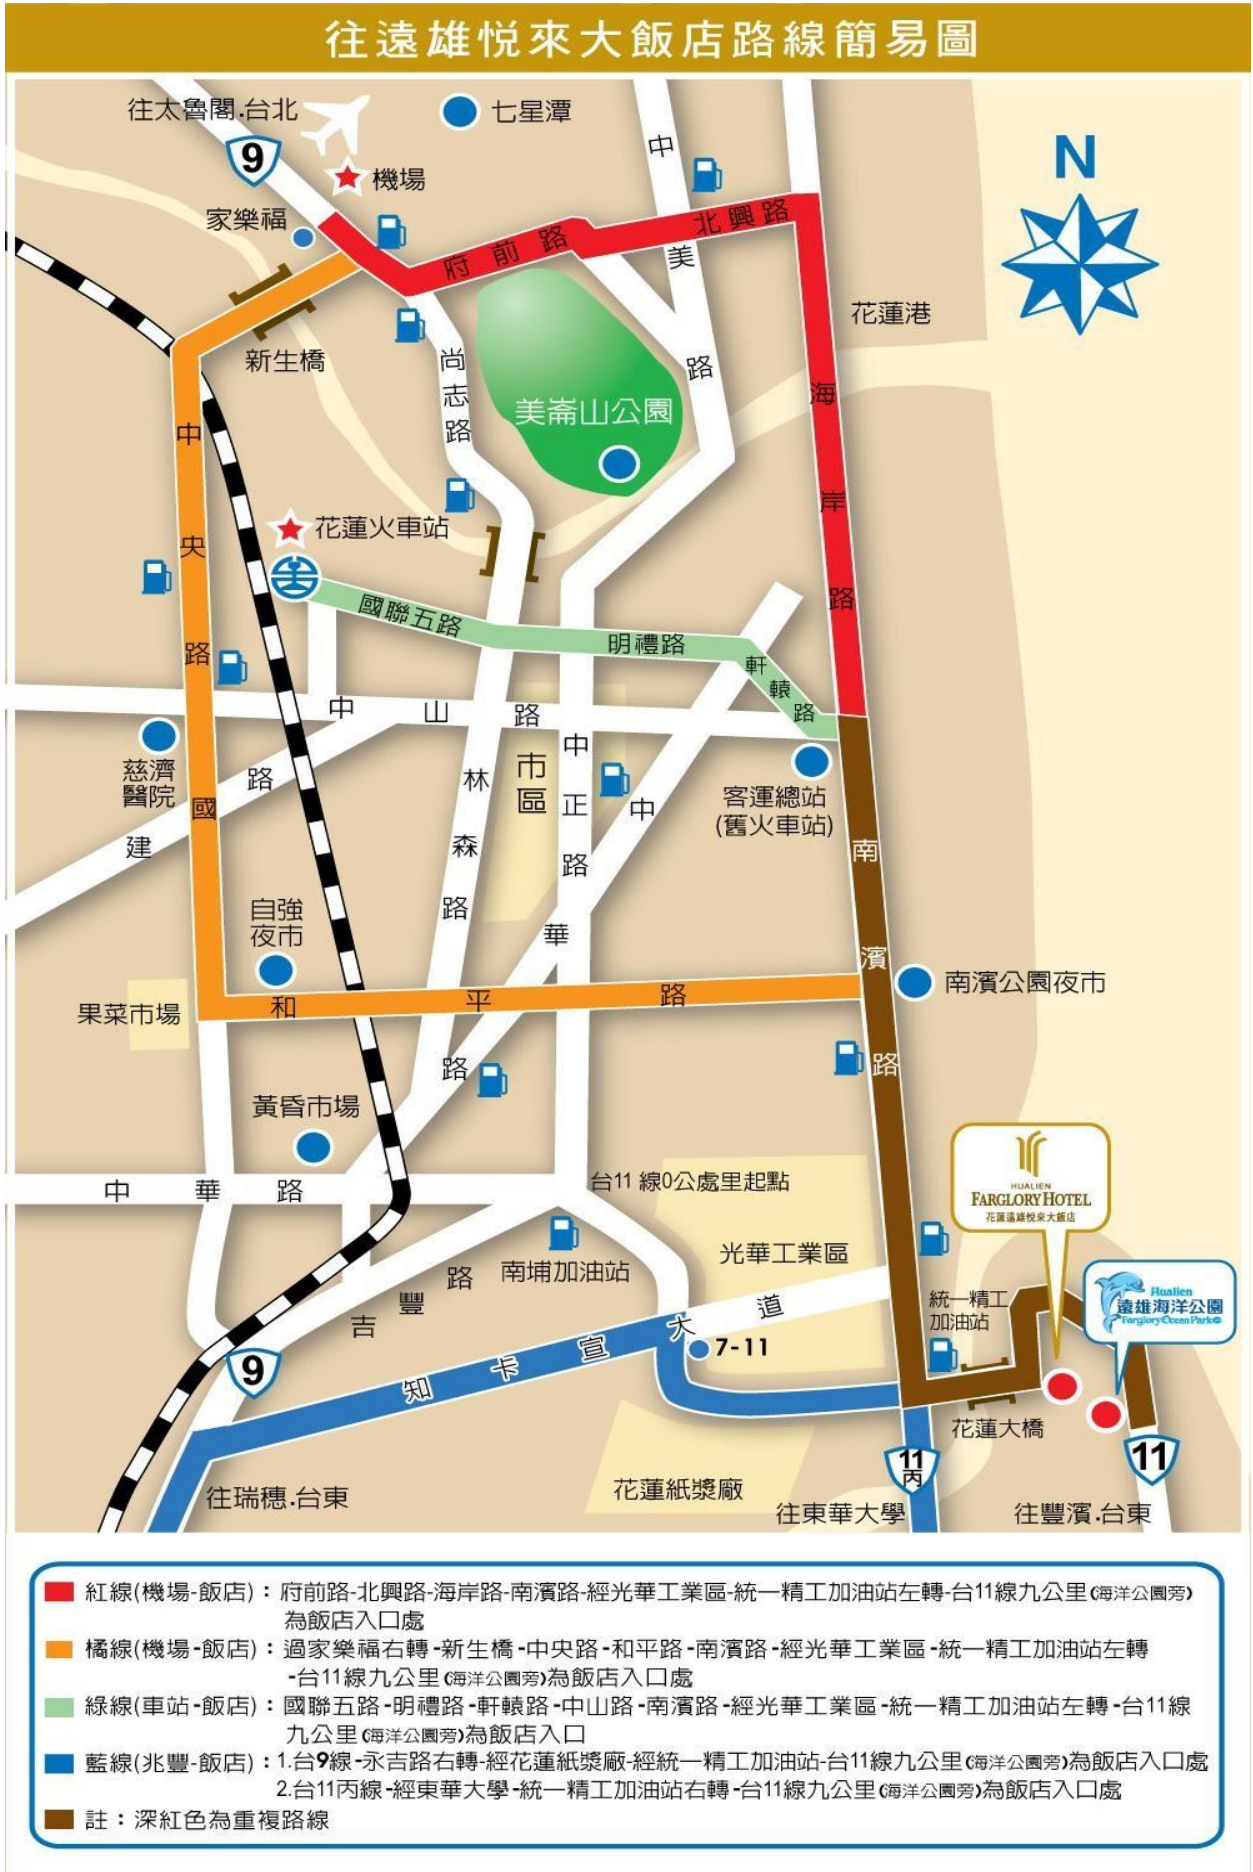 往遠雄悅來大飯店路線簡易圖
往太魯閣.台北
七星潭
N
9
機場
家樂福
中美路
北興路
府前路
花蓮港
新生橋
尚志路
美崙山公園
海岸路
中央路
花蓮火車站
國聯五路
明禮路
軒轅路
中山路
慈濟
醫院
建國路
林森路
市區
中正路
中華路
客運總站
(舊火車站)
南濱路
自強
夜市
果菜市場
和平路
南濱公園夜市
黃昏市場
中華路
台11 線0公處里起點
HUALIEN
FARGLORY HOTEL
花蓮遠雄悅來大飯店
光華工業區
南埔加油站
吉豐路
統一精工
加油站
Hualien
遠雄海洋公園
Farglory Ocean Park
知卡宣大道
7-11
9
花蓮大橋
11
丙
11
往瑞穗.台東
花蓮紙漿廠
往東華大學
往豐濱.台東
紅線(機場-飯店)：府前路-北興路-海岸路-南濱路-經光華工業區-統一精工加油站左轉-台11線九公里(海洋公園旁)
為飯店入口處
橘線(機場-飯店)：過家樂福右轉-新生橋-中央路-和平路-南濱路-經光華工業區-統一精工加油站左轉
-台11線九公里(海洋公園旁)為飯店入口處
綠線(車站-飯店)：國聯五路-明禮路-軒轅路-中山路-南濱路-經光華工業區-統一精工加油站左轉-台11線
九公里(海洋公園旁)為飯店入口
藍線(兆豐-飯店)：1.台9線-永吉路右轉-經花蓮紙漿廠-經統一精工加油站-台11線九公里(海洋公園旁)為飯店入口處
2.台11丙線-經東華大學-統一精工加油站右轉-台11線九公里(海洋公園旁)為飯店入口處
註：深紅色為重複路線